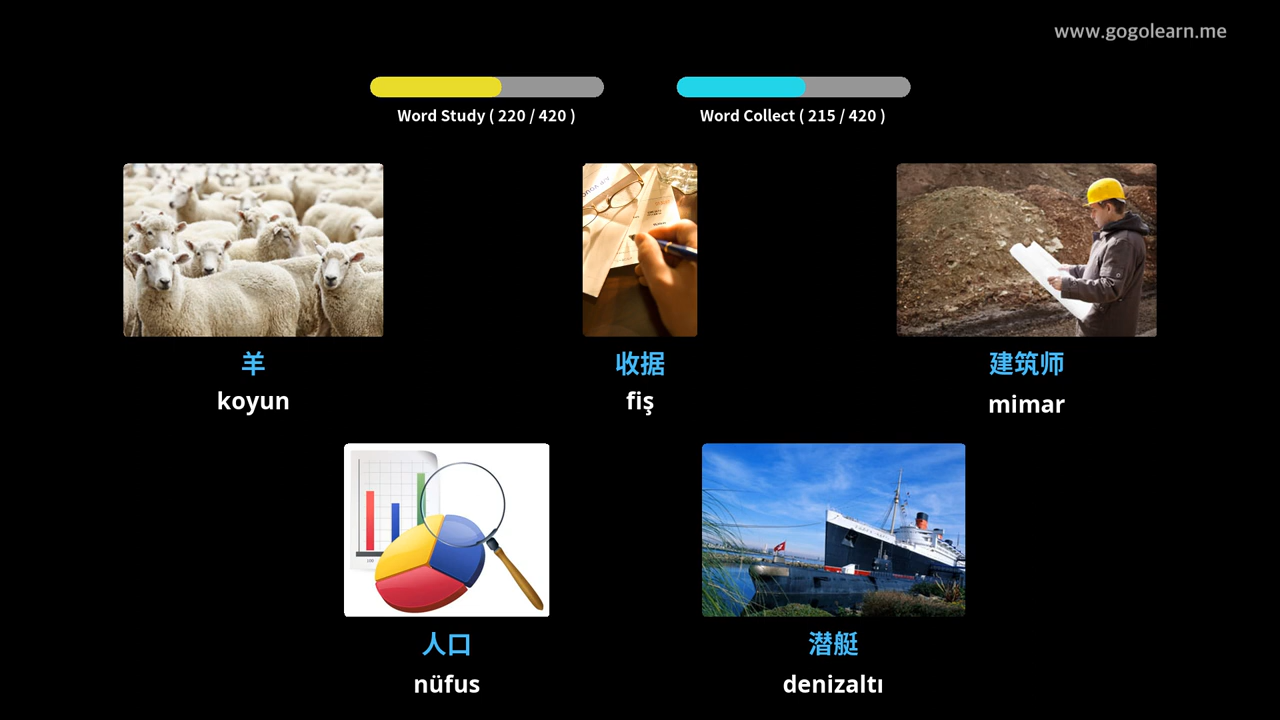 www.gogolearn.me
Word Study ( 220 / 420 )
Word Collect ( 215 / 420 )
羊
koyun
收据
fiş
建筑师
mimar
100
人口
nüfus
潜艇
denizaltı